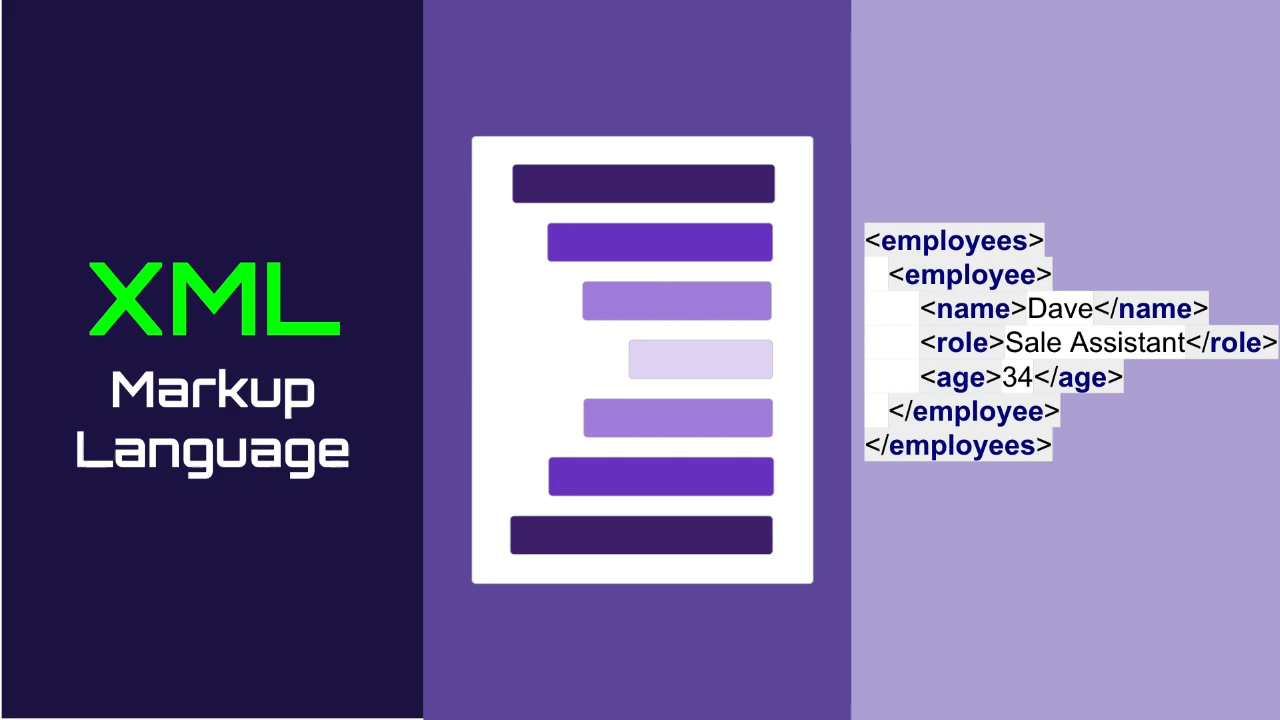 XML
Markup
Language
<employees>
<employee>
<name>Dave</name>
<role>Sale Assistant</role>
<age>34</age>
</employee>
</employees>